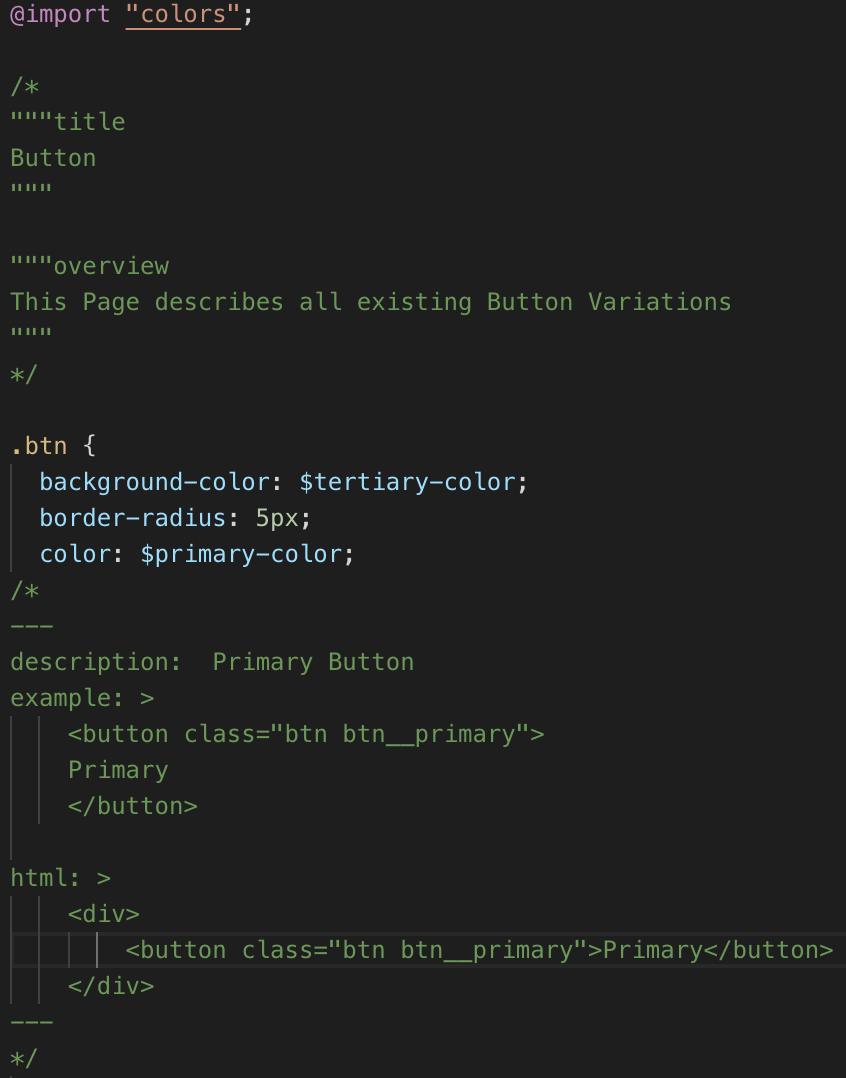 @import "colors";
/*
"""title
Button
"""
"""overview
This Page describes all existing Button Variations
"""
*/
.btn {
background-color: $tertiary-color;
border-radius: 5px;
color: $primary-color;
/*
---
description:  Primary Button
example: >
<button class="btn btn__primary">
Primary
</button>
html: >
<div>
<button class="btn btn__primary">Primary</button>
</div>
---
*/